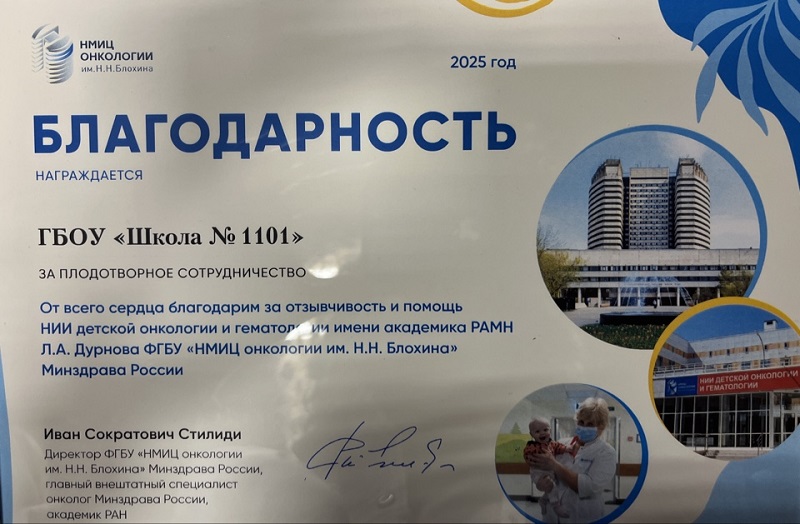 НМИЦ
ОНКОЛОГИИ
им. Н.Н. Блохина
2025 год
БЛАГОДАРНОСТЬ
НАГРАЖДАЕТСЯ
ГБОУ «Школа № 1101»
ЗА ПЛОДОТВОРНОЕ СОТРУДНИЧЕСТВО
От всего сердца благодарим за отзывчивость и помощь
НИИ детской онкологии и гематологии имени академика РАМН
Л.А. Дурнова ФГБУ «НМИЦ онкологии им. Н.Н. Блохина»
Минздрава России
НИИ ДЕТСКОЙ ОНКОЛОГИИ
И ГЕМАТОЛОГИИ
Иван Сократович Стилиди
Директор ФГБУ «НМИЦ онкологии
им. Н.Н. Блохина» Минздрава России,
главный внештатный специалист
онколог Минздрава России,
академик РАН